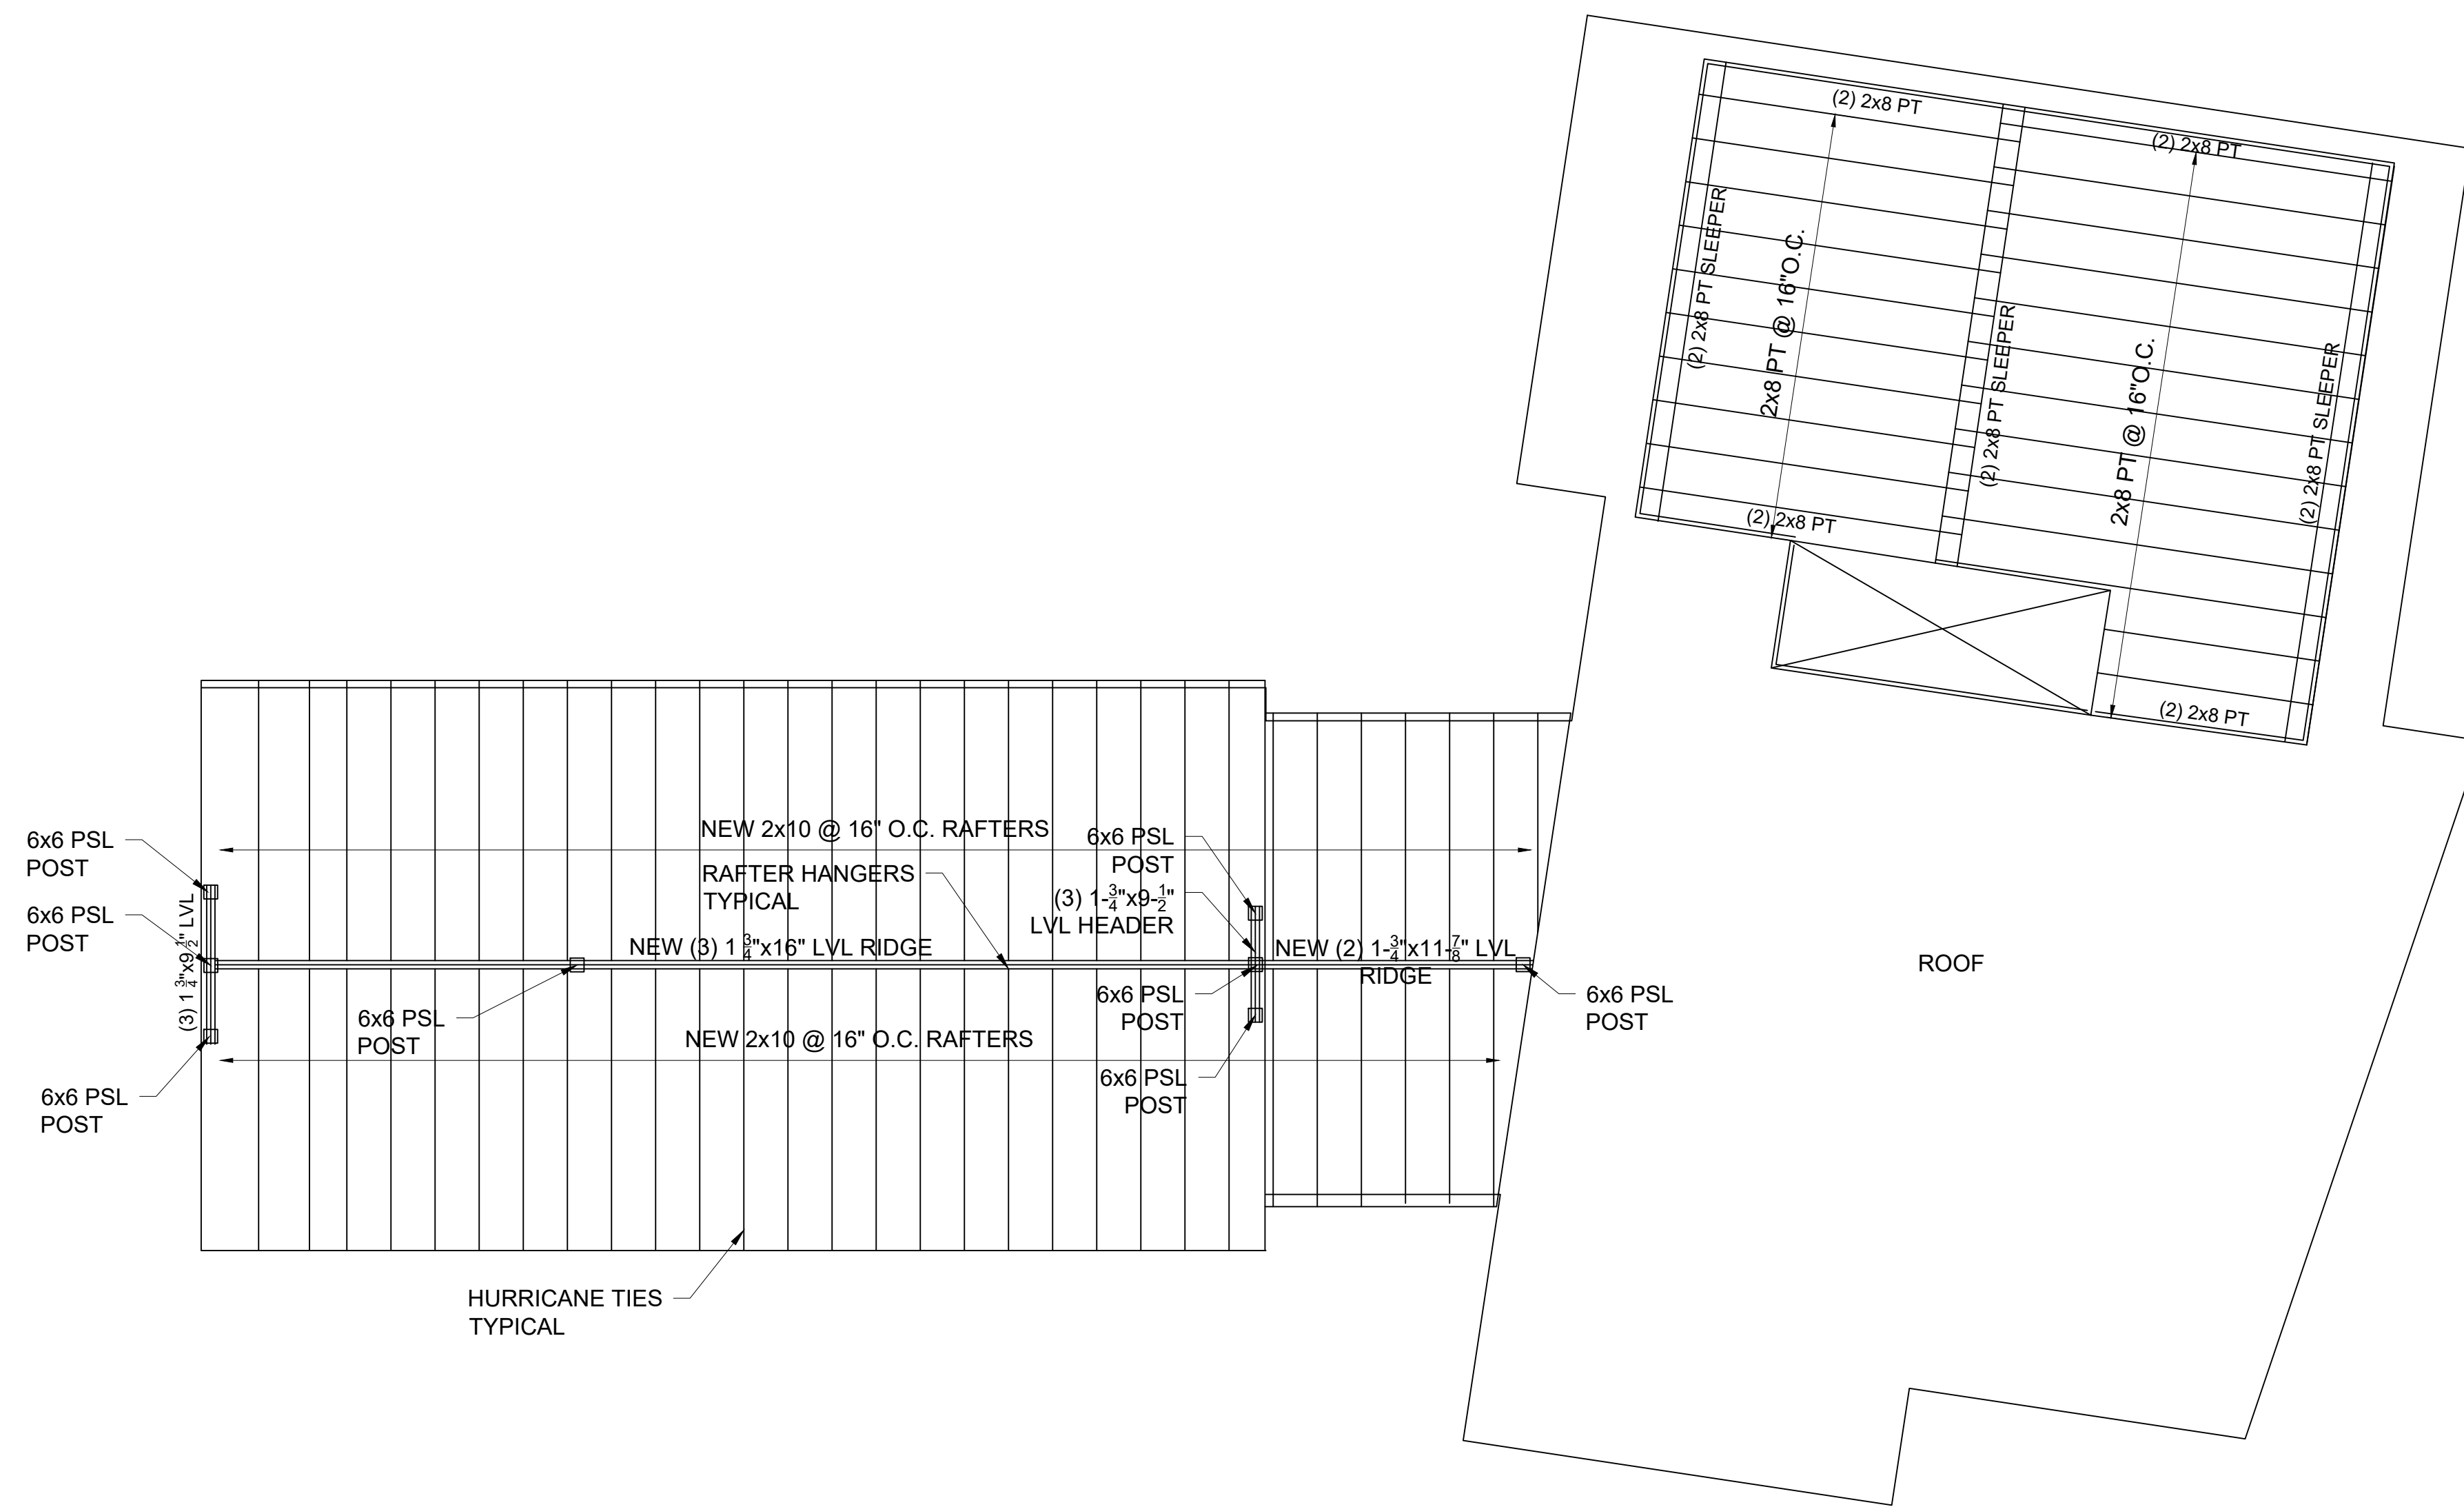 (2) 2x8 PT
(2) 2x8 PT
(2) 2x8 PT SLEEPER
2x8 PT @ 16"O.C.
(2) 2x8 PT SLEEPER
2x8 PT @ 16"O.C.
(2) 2x8 PT SLEEPER
(2) 2x8 PT
(2) 2x8 PT
NEW 2x10 @ 16" O.C. RAFTERS
6x6 PSL
POST
6x6 PSL
POST
RAFTER HANGERS
TYPICAL
(3) 1-3/4"x9-1/2"
LVL HEADER
6x6 PSL
POST
(3) 1 3/4"x9 1/2" LVL
NEW (3) 1 3/4"x16" LVL RIDGE
NEW (2) 1-3/4"x11-7/8" LVL
RIDGE
ROOF
6x6 PSL
POST
6x6 PSL
POST
6x6 PSL
POST
NEW 2x10 @ 16" O.C. RAFTERS
6x6 PSL
POST
6x6 PSL
POST
HURRICANE TIES
TYPICAL